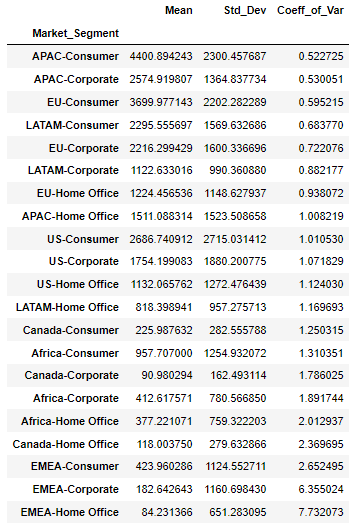 Mean Std_Dev Coeff_of_Var
Market_Segment
APAC-Consumer 4400.894243 2300.457687 0.522725
APAC-Corporate 2574.919807 1364.837734 0.530051
EU-Consumer 3699.977143 2202.282289 0.595215
LATAM-Consumer 2295.555697 1569.632686 0.683770
EU-Corporate 2216.299429 1600.336696 0.722076
LATAM-Corporate 1122.633016 990.360880 0.882177
EU-Home Office 1224.456536 1148.627937 0.938072
APAC-Home Office 1511.088314 1523.508658 1.008219
US-Consumer 2686.740912 2715.031412 1.010530
US-Corporate 1754.199083 1880.200775 1.071829
US-Home Office 1132.065762 1272.476439 1.124030
LATAM-Home Office 818.398941 957.275713 1.169693
Canada-Consumer 225.987632 282.555788 1.250315
Africa-Consumer 957.707000 1254.932072 1.310351
Canada-Corporate 90.980294 162.493114 1.786025
Africa-Corporate 412.617571 780.566850 1.891744
Africa-Home Office 377.221071 759.322203 2.012937
Canada-Home Office 118.003750 279.632866 2.369695
EMEA-Consumer 423.960286 1124.552711 2.652495
EMEA-Corporate 182.642643 1160.698430 6.355024
EMEA-Home Office 84.231366 651.283095 7.732073